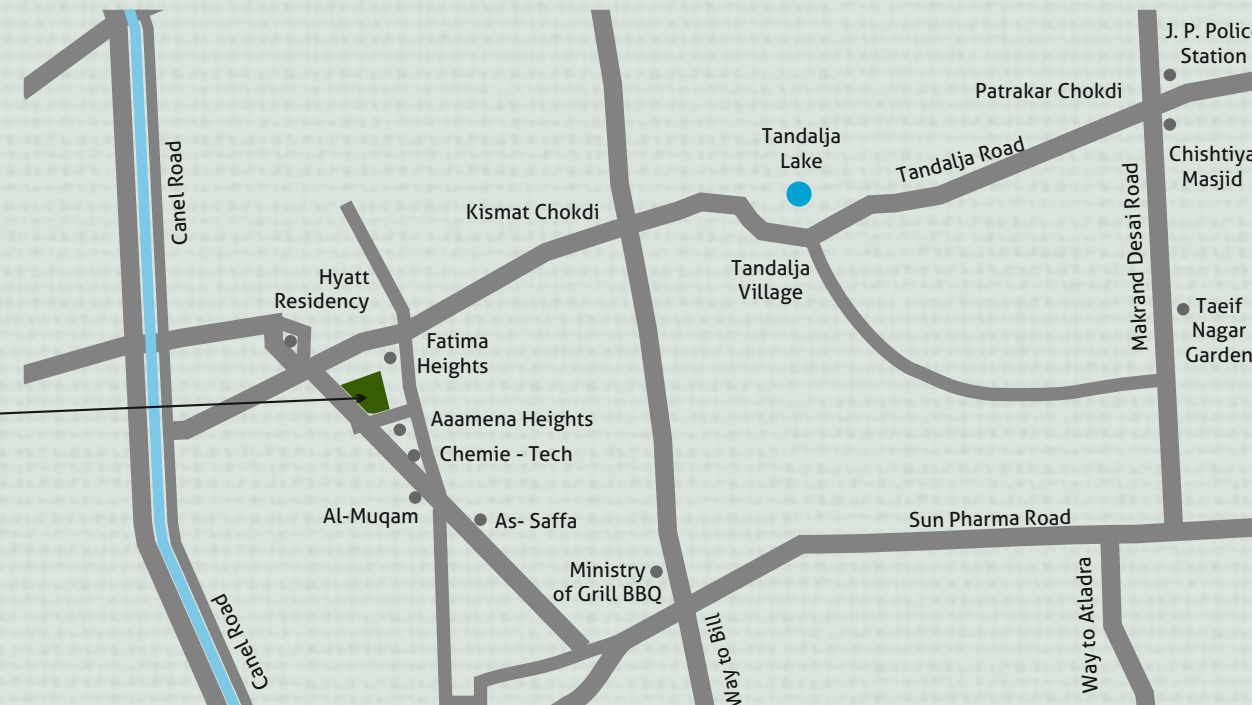 J. P. Polic
Station
Patrakar Chokdi
Tandalja
Lake
Tandalja Road
Chishtiya
Masjid
Canel Road
Kismat Chokdi
Makrand Desai Road
Tandalja
Village
Hyatt
Residency
Taeif
Nagar
Garden
Fatima
Heights
Aaamena Heights
Chemie - Tech
Al-Muqam
As- Saffa
Sun Pharma Road
Ministry
of Grill BBQ
Way to Atladra
Canel Road
Way to Bill